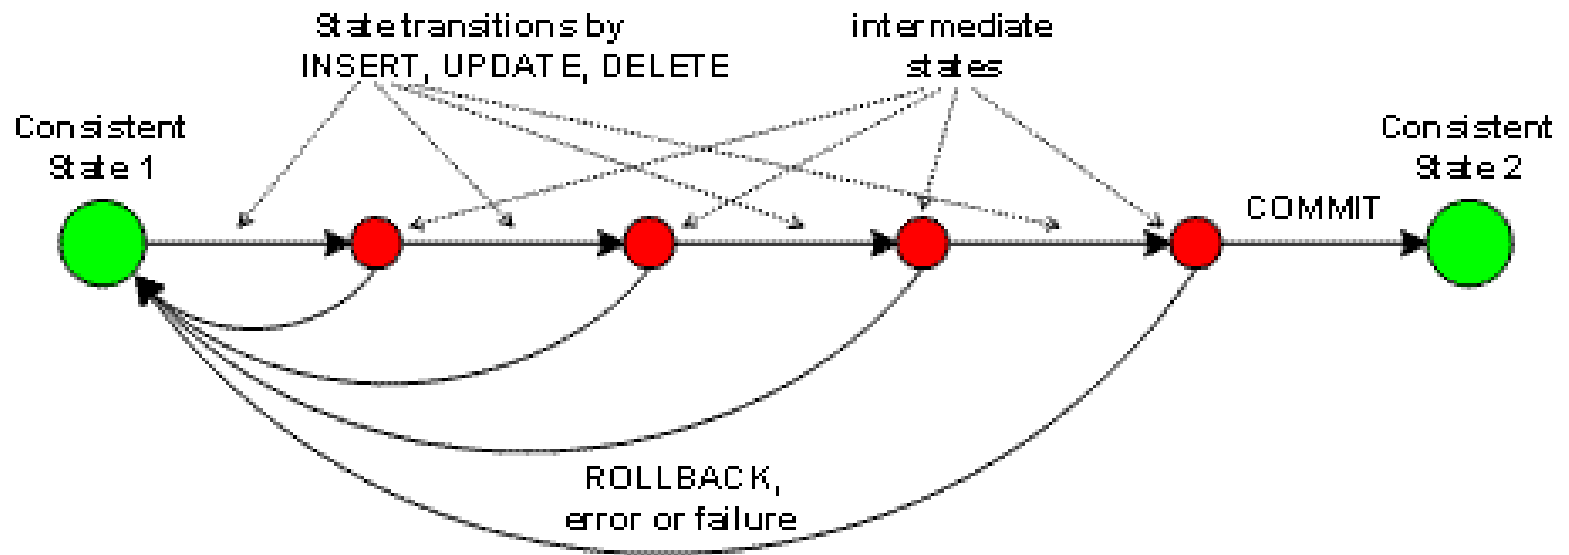 State transitions by
INSERT, UPDATE, DELETE
intermediate
states
Consistent
State 1
Consistent
State 2
COMMIT
ROLLBACK,
error or failure